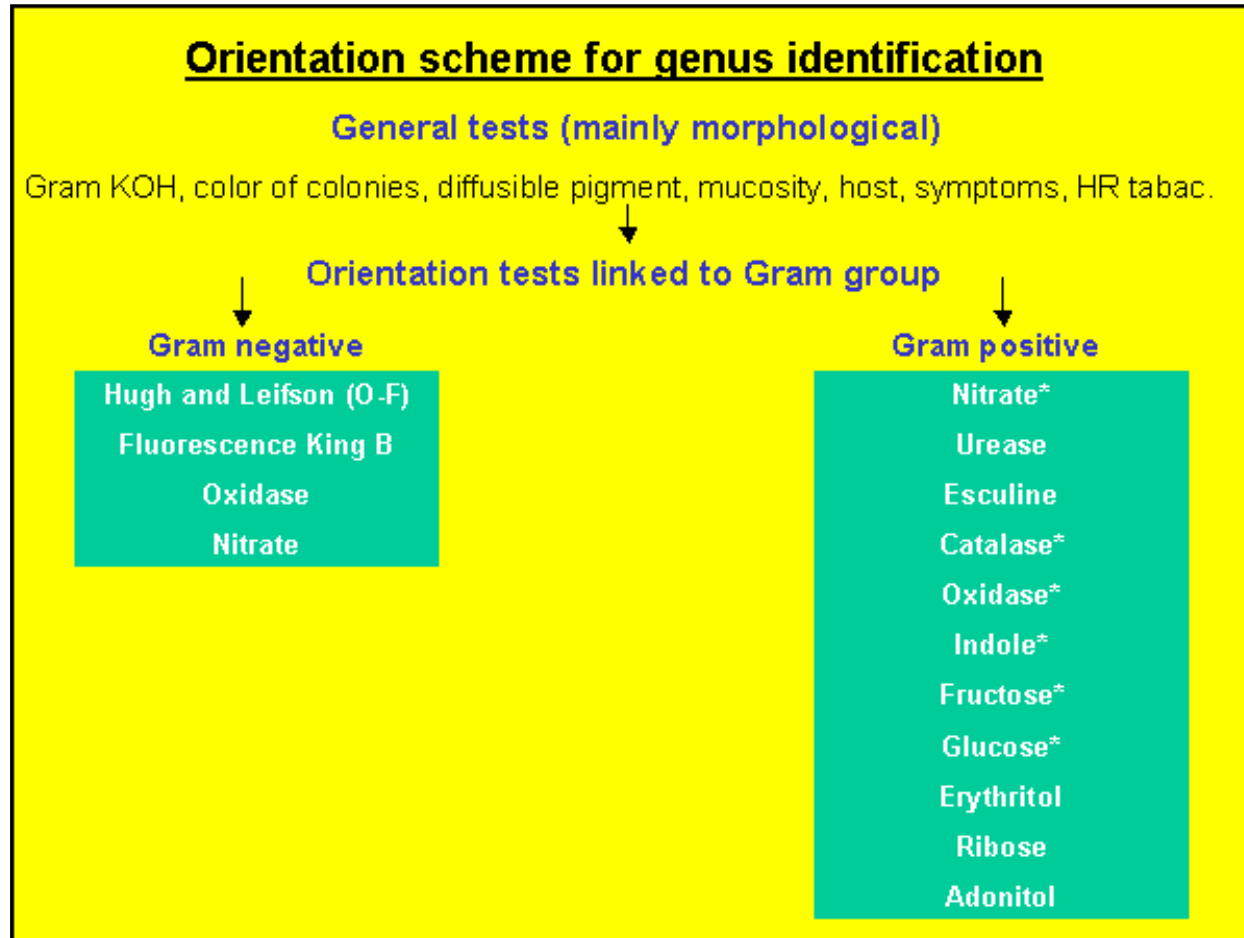 Orientation scheme for genus identification
General tests (mainly morphological)
Gram KOH, color of colonies, diffusible pigment, mucosity, host, symptoms, HR tabac.
Orientation tests linked to Gram group
Gram negative
Hugh and Leifson (O-F)
Fluorescence King B
Oxidase
Nitrate
Gram positive
Nitrate*
Urease
Esculine
Catalase*
Oxidase*
Indole*
Fructose*
Glucose*
Erythritol
Ribose
Adonitol